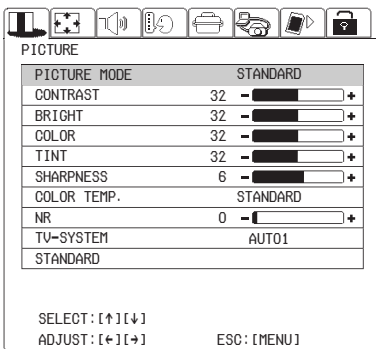 PICTURE
PICTURE MODE STANDARD
CONTRAST 32 - +
BRIGHT 32 - +
COLOR 32 - +
TINT 32 - +
SHARPNESS 6 - +
COLOR TEMP. STANDARD
NR 0 - +
TV-SYSTEM AUTO1
STANDARD
SELECT:[↑][↓]
ADJUST:[←][→] ESC:[MENU]